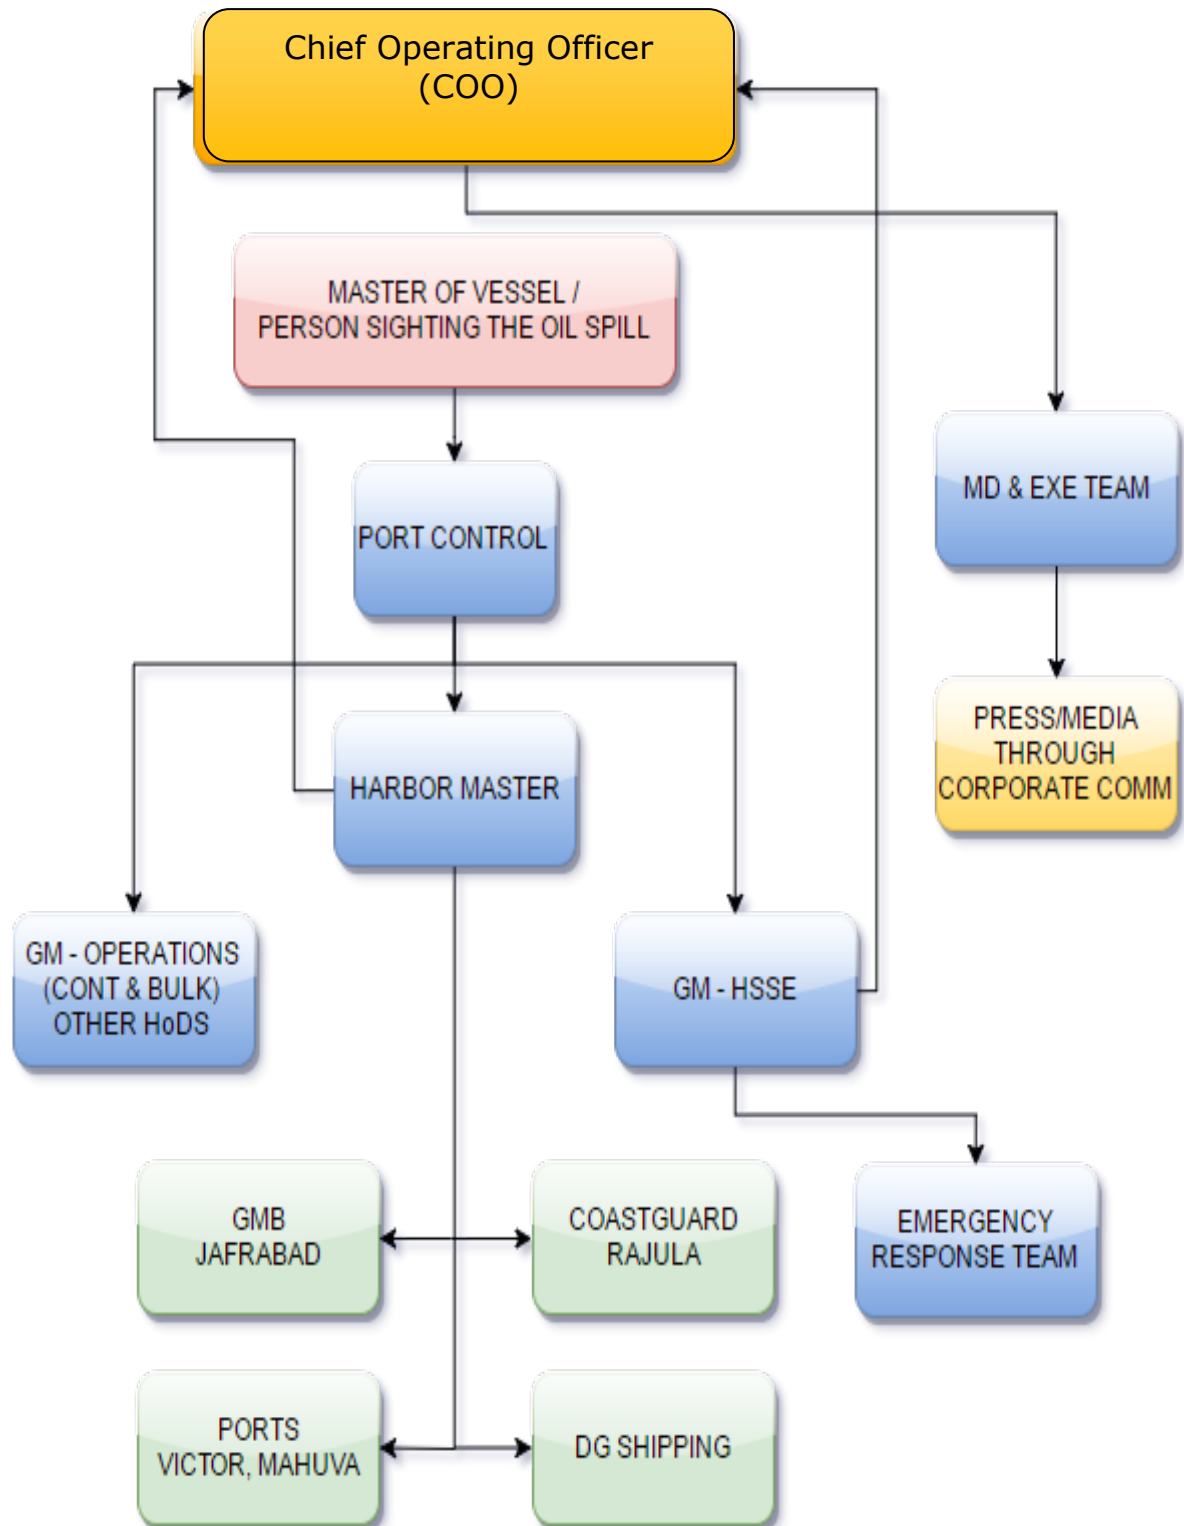 Chief Operating Officer
(COO)
MASTER OF VESSEL /
PERSON SIGHTING THE OIL SPILL
MD & EXE TEAM
PORT CONTROL
PRESS/MEDIA
THROUGH
CORPORATE COMM
HARBOR MASTER
GM - OPERATIONS
(CONT & BULK)
OTHER HoDS
GM - HSSE
GMB
JAFRABAD
COASTGUARD
RAJULA
EMERGENCY
RESPONSE TEAM
PORTS
VICTOR, MAHUVA
DG SHIPPING